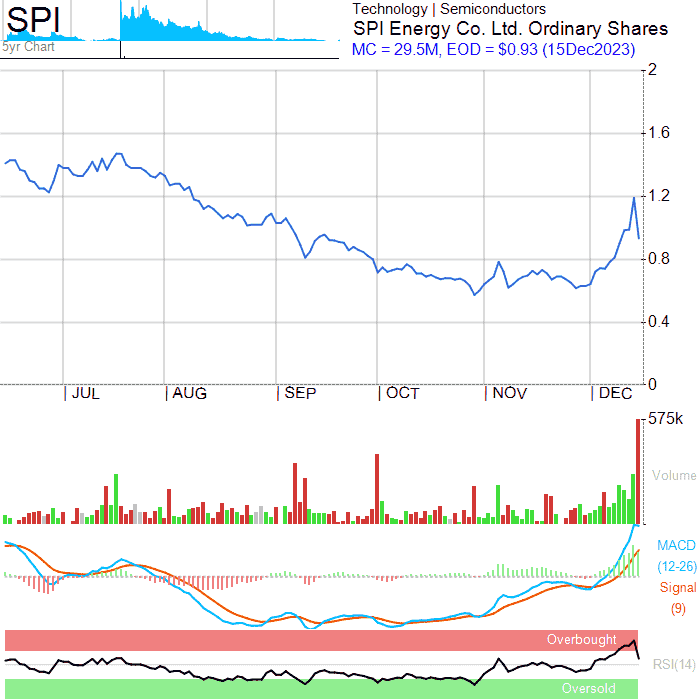 SPI
5yr Chart
Technology | Semiconductors
SPI Energy Co. Ltd. Ordinary Shares
MC = 29.5M, EOD = $0.93 (15Dec2023)
2
1.6
1.2
0.8
0.4
0
JUL
AUG
SEP
OCT
NOV
DEC
575k
Volume
MACD
(12-26)
Signal
(9)
Overbought
RSI(14)
Oversold